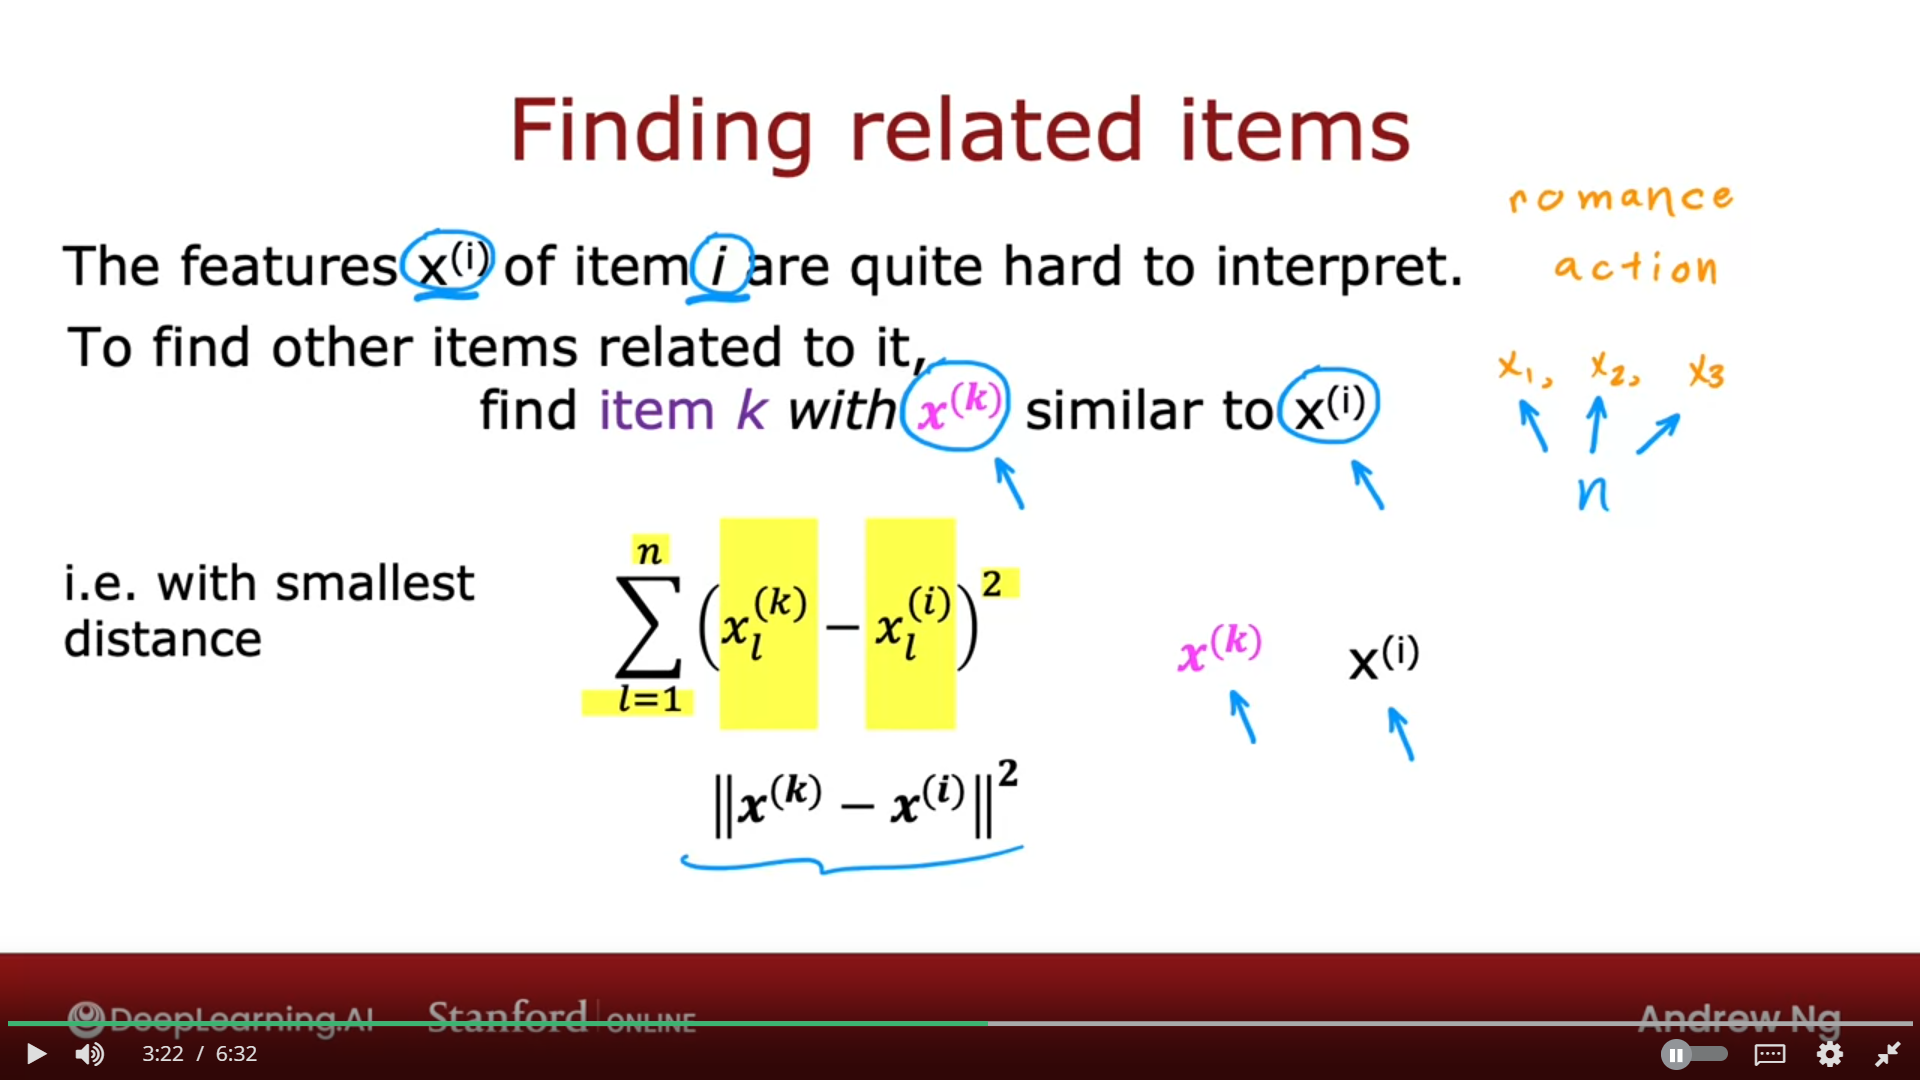 Finding related items
romance
The features x⁽ⁱ⁾ of item i are quite hard to interpret.
action
To find other items related to it,
find item k with x⁽ᵏ⁾ similar to x⁽ⁱ⁾
x₁, x₂, x₃
n
i.e. with smallest
distance
n
∑ (xₗ⁽ᵏ⁾ − xₗ⁽ⁱ⁾)²
l=1
x⁽ᵏ⁾ x⁽ⁱ⁾
‖x⁽ᵏ⁾ − x⁽ⁱ⁾‖²
DeepLearning.AI Stanford | ONLINE Andrew Ng
3:22 / 6:32